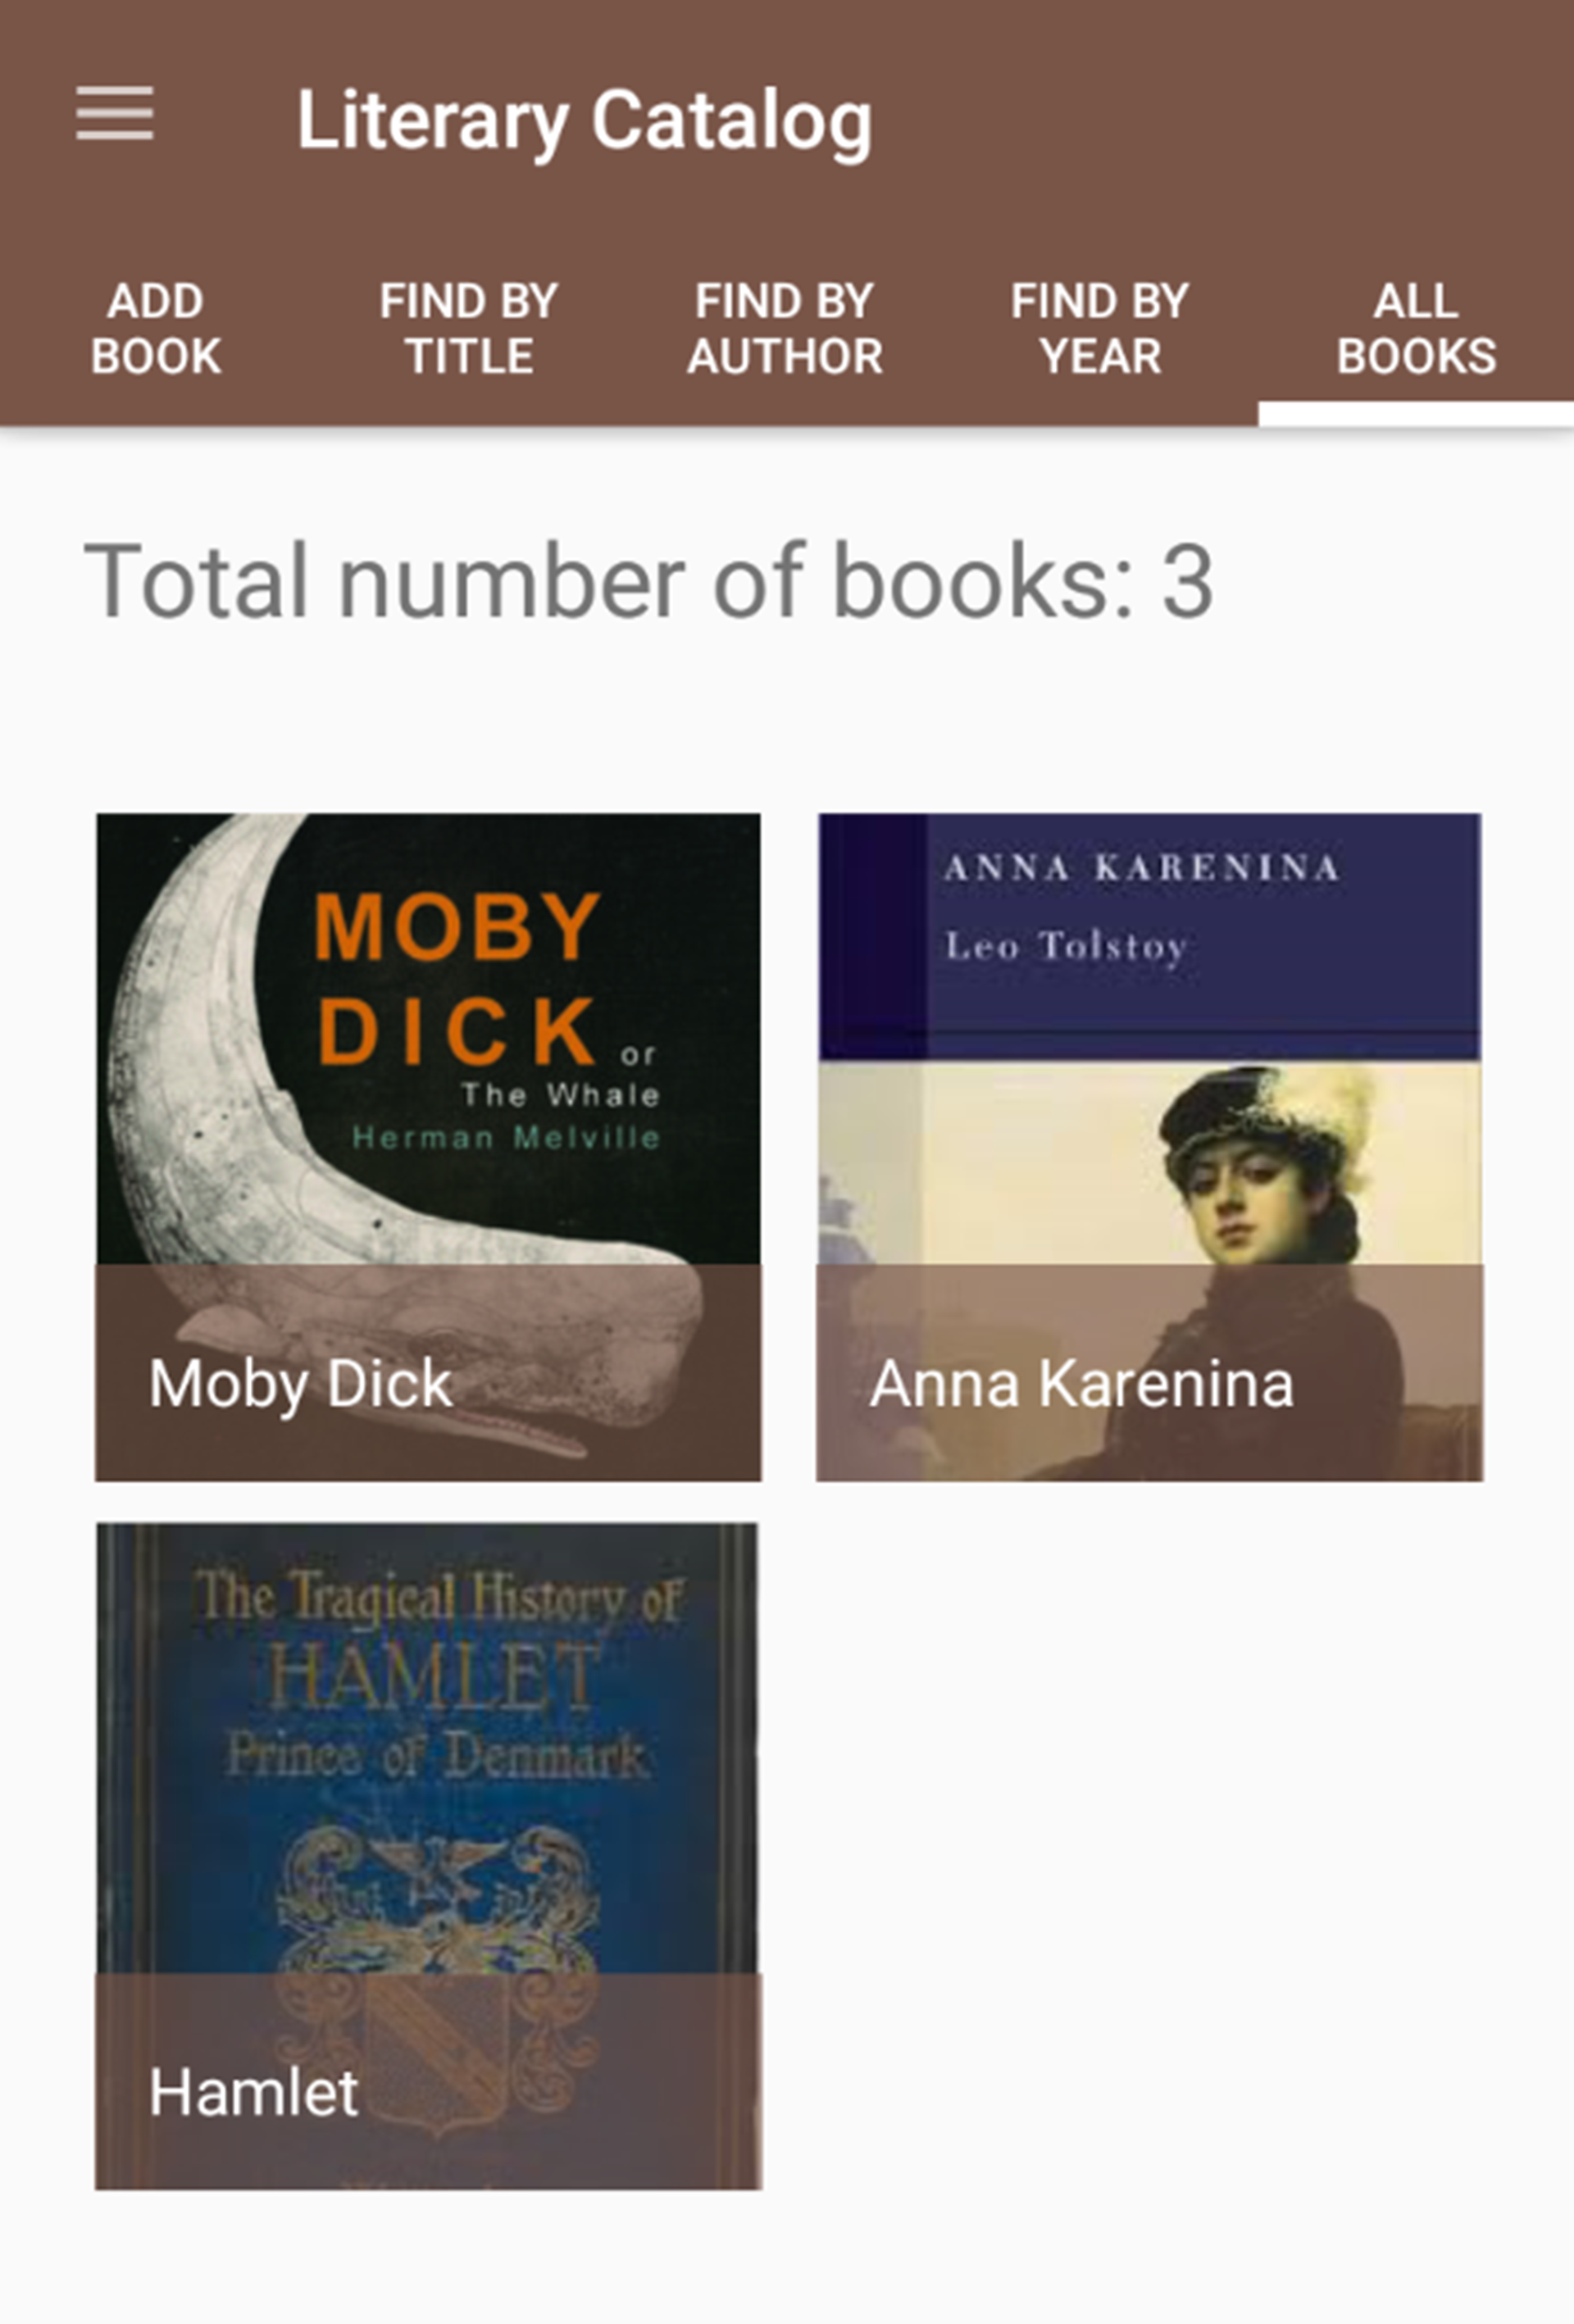 Literary Catalog
ADD
BOOK
FIND BY
TITLE
FIND BY
AUTHOR
FIND BY
YEAR
ALL
BOOKS
Total number of books: 3
MOBY
DICK or
The Whale
Herman Melville
Moby Dick
ANNA KARENINA
Leo Tolstoy
Anna Karenina
The Tragical History of
HAMLET
Prince of Denmark
Hamlet